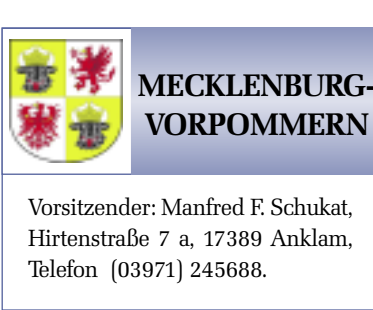 MECKLENBURG-
VORPOMMERN
Vorsitzender: Manfred F. Schukat,
Hirtenstraße 7 a, 17389 Anklam,
Telefon (03971) 245688.